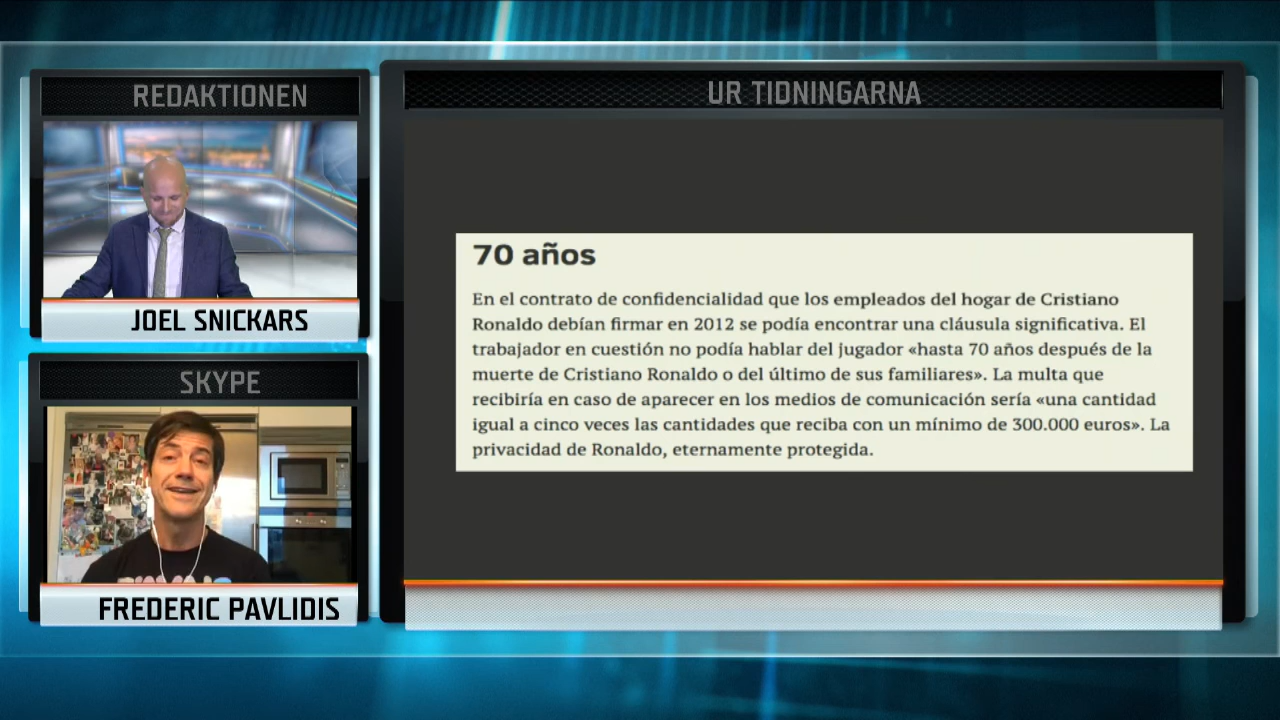 REDAKTIONEN
JOEL SNICKARS
SKYPE
FREDERIC PAVLIDIS
UR TIDNINGARNA
70 años
En el contrato de confidencialidad que los empleados del hogar de Cristiano
Ronaldo debían firmar en 2012 se podía encontrar una cláusula significativa. El
trabajador en cuestión no podía hablar del jugador «hasta 70 años después de la
muerte de Cristiano Ronaldo o del último de sus familiares». La multa que
recibiría en caso de aparecer en los medios de comunicación sería «una cantidad
igual a cinco veces las cantidades que reciba con un mínimo de 300.000 euros». La
privacidad de Ronaldo, eternamente protegida.